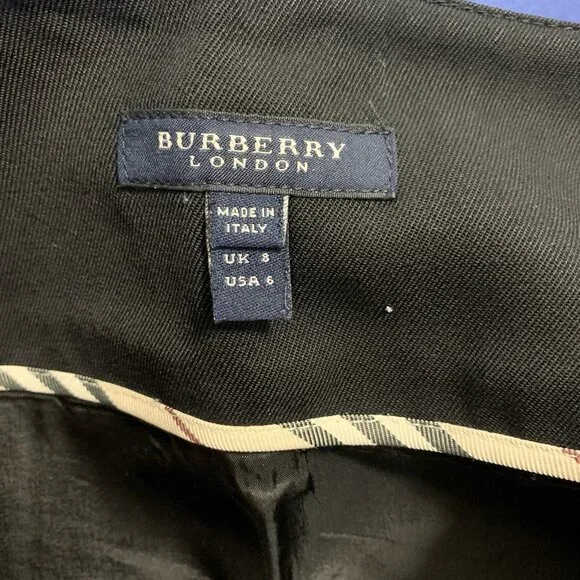 BURBERRY
LONDON
MADE IN
ITALY
UK 8
USA 6